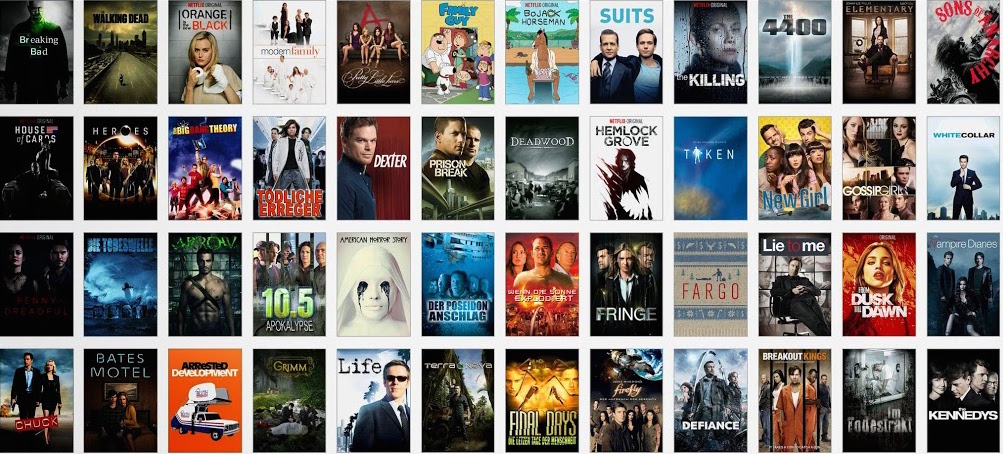 Breaking
Bad
THE
WALKING DEAD
NETFLIX ORIGINAL
ORANGE
is the new
BLACK
modern family
A
Pretty Little Liars
FAMILY
GUY
NETFLIX ORIGINAL
BOJACK
HORSEMAN
SUITS
NETFLIX ORIGINAL
the KILLING
THE
4400
ELEMENTARY
SONS OF
ANARCHY
NETFLIX ORIGINAL
HOUSE
of CARDS
HEROES
THE BIG BANG THEORY
TÖDLICHE
ERREGER
DEXTER
PRISON
BREAK
DEADWOOD
NETFLIX ORIGINAL
HEMLOCK
GROVE
TAKEN
New Girl
GOSSIP GIRL
WHITE COLLAR
NETFLIX ORIGINAL
PENNY
DREADFUL
DIE TODESWELLE
ARROW
10.5
APOKALYPSE
AMERICAN HORROR STORY
DER POSEIDON
ANSCHLAG
WENN DIE SONNE
EXPLODIERT
FRINGE
FARGO
Lie to me
NETFLIX ORIGINAL
FROM
DUSK
TILL
DAWN
Vampire Diaries
CHUCK
BATES
MOTEL
ARRESTED
DEVELOPMENT
GRIMM
Life
terra nova
FINAL DAYS
DIE LETZTEN TAGE DER MENSCHHEIT
firefly
DER AUFBRUCH DER SERENITY
DEFIANCE
BREAKOUT KINGS
THE
KENNEDYS